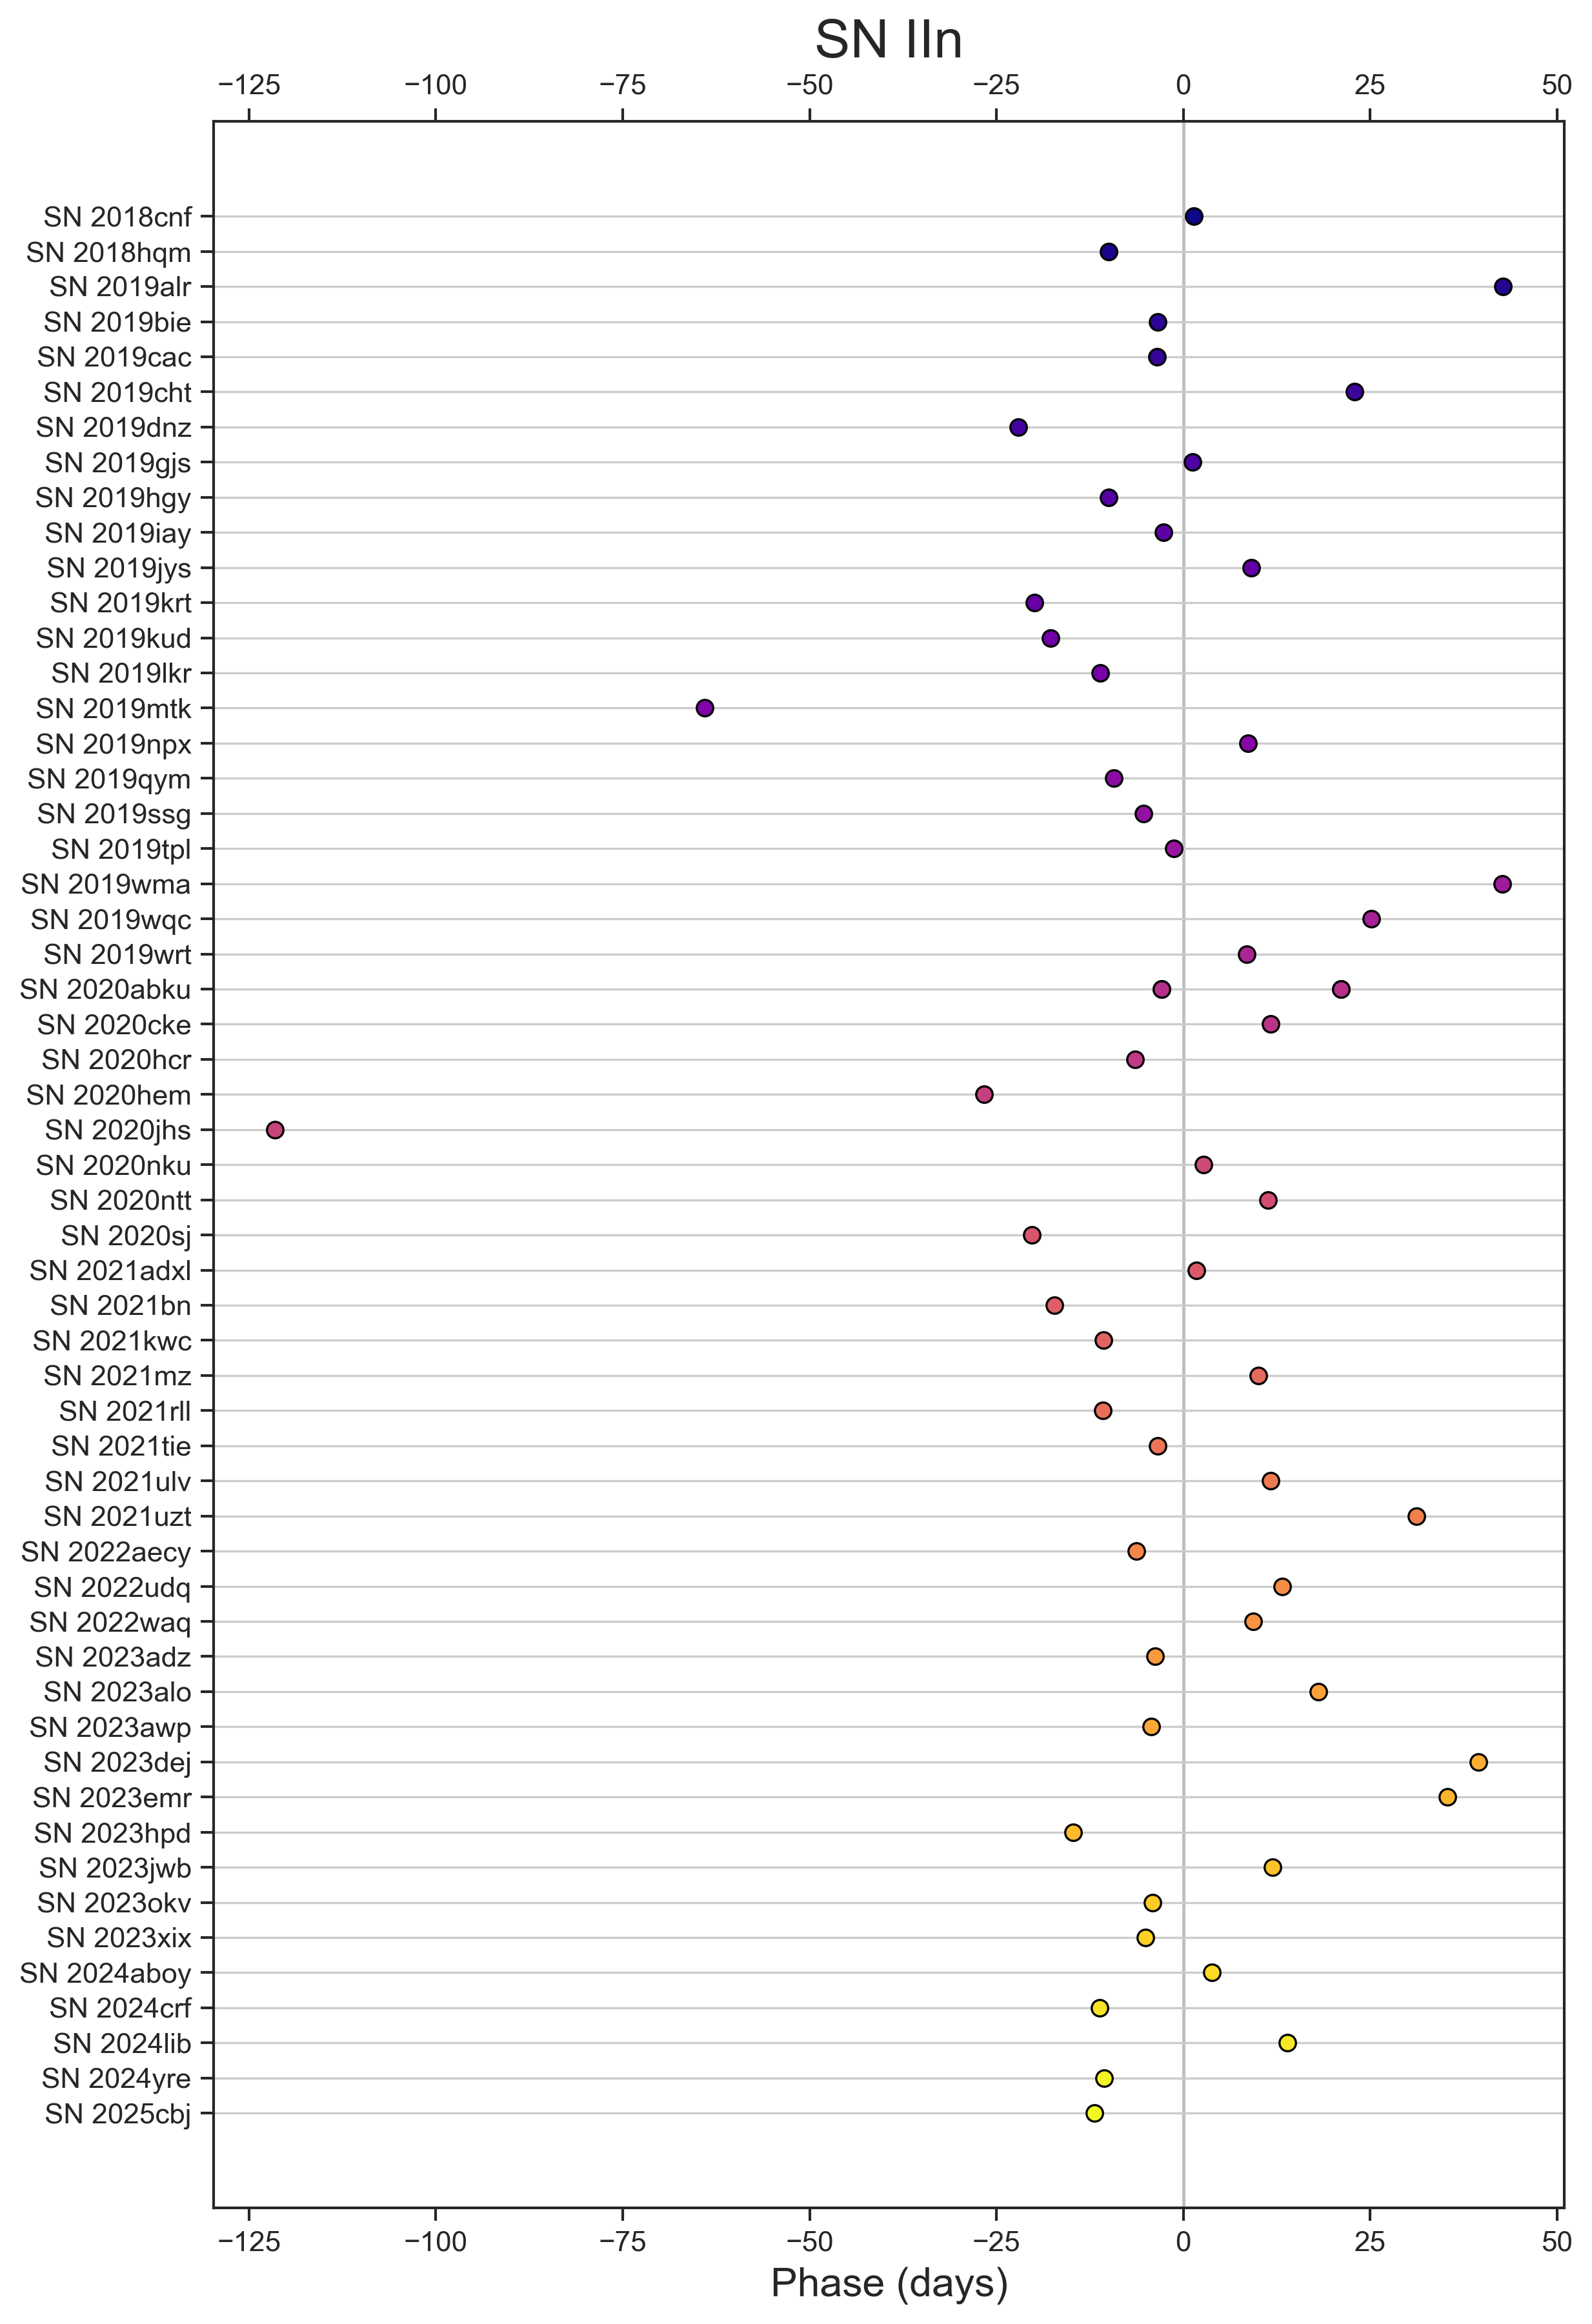 SN IIn
−125 −100 −75 −50 −25 0 25 50
SN 2018cnf
SN 2018hqm
SN 2019alr
SN 2019bie
SN 2019cac
SN 2019cht
SN 2019dnz
SN 2019gjs
SN 2019hgy
SN 2019iay
SN 2019jys
SN 2019krt
SN 2019kud
SN 2019lkr
SN 2019mtk
SN 2019npx
SN 2019qym
SN 2019ssg
SN 2019tpl
SN 2019wma
SN 2019wqc
SN 2019wrt
SN 2020abku
SN 2020cke
SN 2020hcr
SN 2020hem
SN 2020jhs
SN 2020nku
SN 2020ntt
SN 2020sj
SN 2021adxl
SN 2021bn
SN 2021kwc
SN 2021mz
SN 2021rll
SN 2021tie
SN 2021ulv
SN 2021uzt
SN 2022aecy
SN 2022udq
SN 2022waq
SN 2023adz
SN 2023alo
SN 2023awp
SN 2023dej
SN 2023emr
SN 2023hpd
SN 2023jwb
SN 2023okv
SN 2023xix
SN 2024aboy
SN 2024crf
SN 2024lib
SN 2024yre
SN 2025cbj
−125 −100 −75 −50 −25 0 25 50
Phase (days)